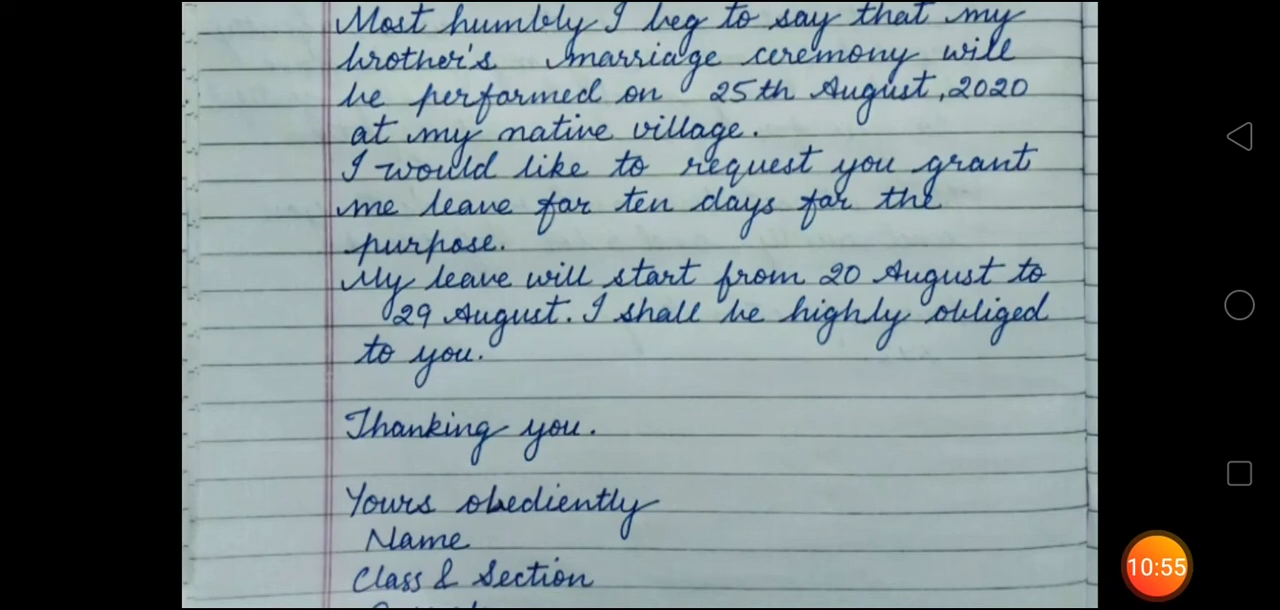 Most humbly I beg to say that my
brother's marriage ceremony will
be performed on 25th August, 2020
at my native village.
I would like to request you grant
me leave for ten days for the
purpose.
My leave will start from 20 August to
29 August. I shall be highly obliged
to you.
Thanking you.
Yours obediently
Name
Class & Section
10:55